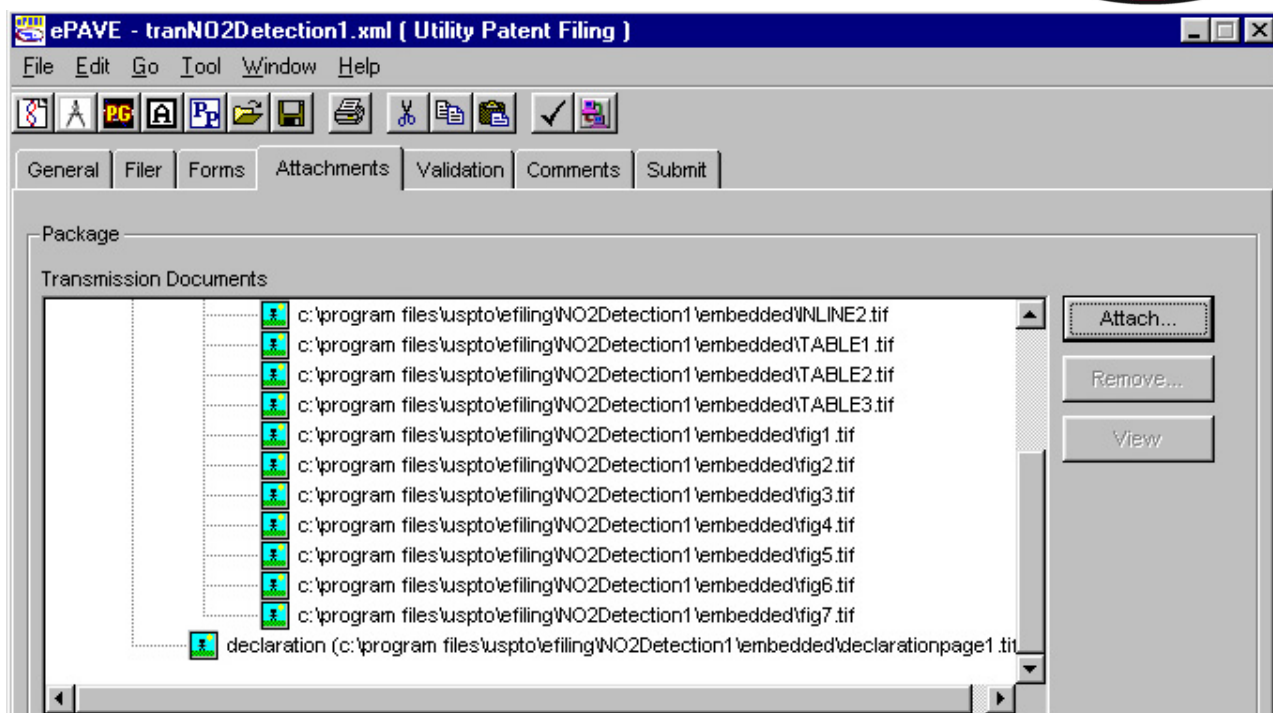 ePAVE - tranNO2Detection1.xml ( Utility Patent Filing )
File Edit Go Tool Window Help
PG A Pp
General Filer Forms Attachments Validation Comments Submit
Package
Transmission Documents
c:\program files\uspto\efiling\NO2Detection1\embedded\INLINE2.tif
c:\program files\uspto\efiling\NO2Detection1\embedded\TABLE1.tif
c:\program files\uspto\efiling\NO2Detection1\embedded\TABLE2.tif
c:\program files\uspto\efiling\NO2Detection1\embedded\TABLE3.tif
c:\program files\uspto\efiling\NO2Detection1\embedded\fig1.tif
c:\program files\uspto\efiling\NO2Detection1\embedded\fig2.tif
c:\program files\uspto\efiling\NO2Detection1\embedded\fig3.tif
c:\program files\uspto\efiling\NO2Detection1\embedded\fig4.tif
c:\program files\uspto\efiling\NO2Detection1\embedded\fig5.tif
c:\program files\uspto\efiling\NO2Detection1\embedded\fig6.tif
c:\program files\uspto\efiling\NO2Detection1\embedded\fig7.tif
declaration (c:\program files\uspto\efiling\NO2Detection1\embedded\declarationpage1.tif
Attach...
Remove...
View